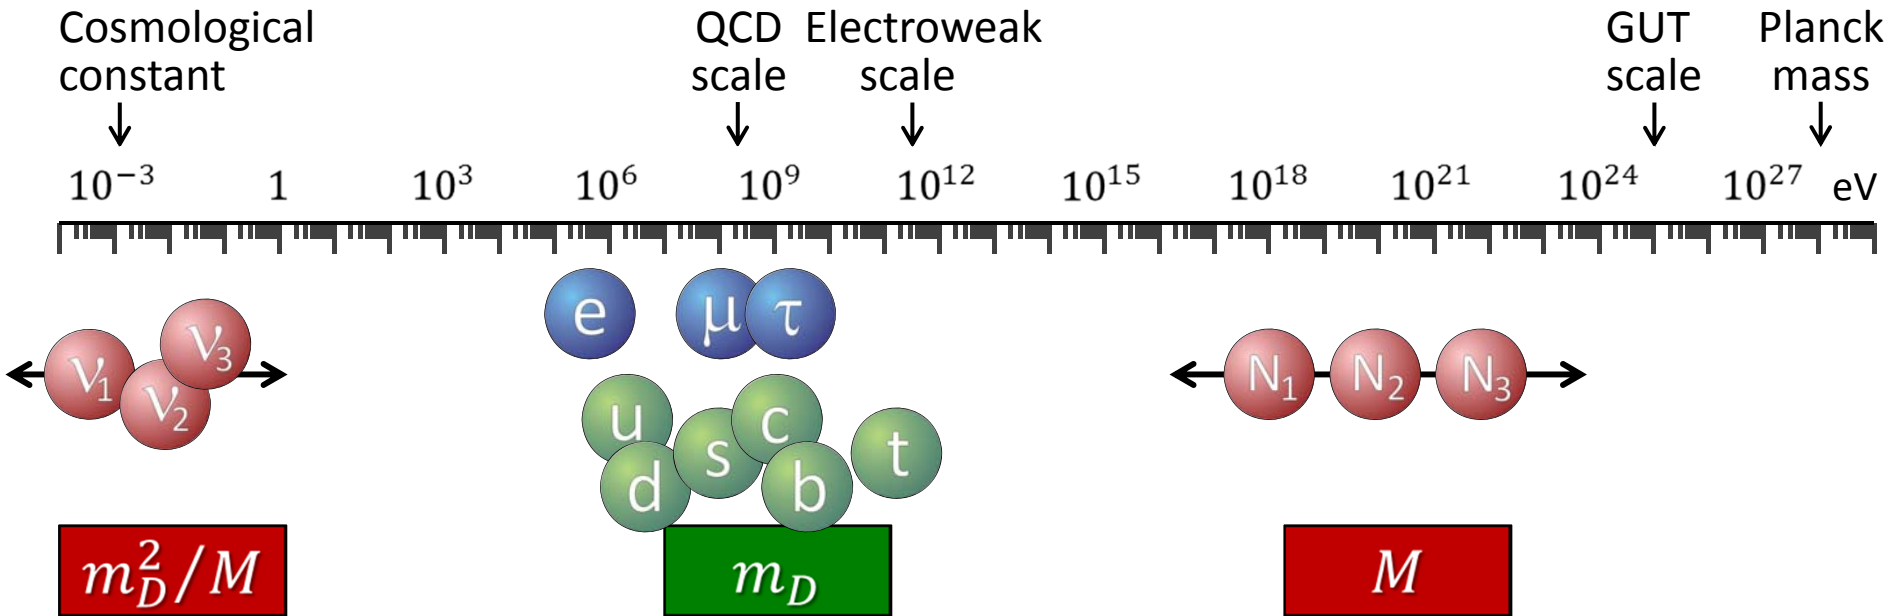 Cosmological constant
QCD scale
Electroweak scale
GUT scale
Planck mass
10⁻³ 1 10³ 10⁶ 10⁹ 10¹² 10¹⁵ 10¹⁸ 10²¹ 10²⁴ 10²⁷ eV
e μ τ
ν₁ ν₂ ν₃
N₁ N₂ N₃
u d s c b t
m_D²/M
m_D
M